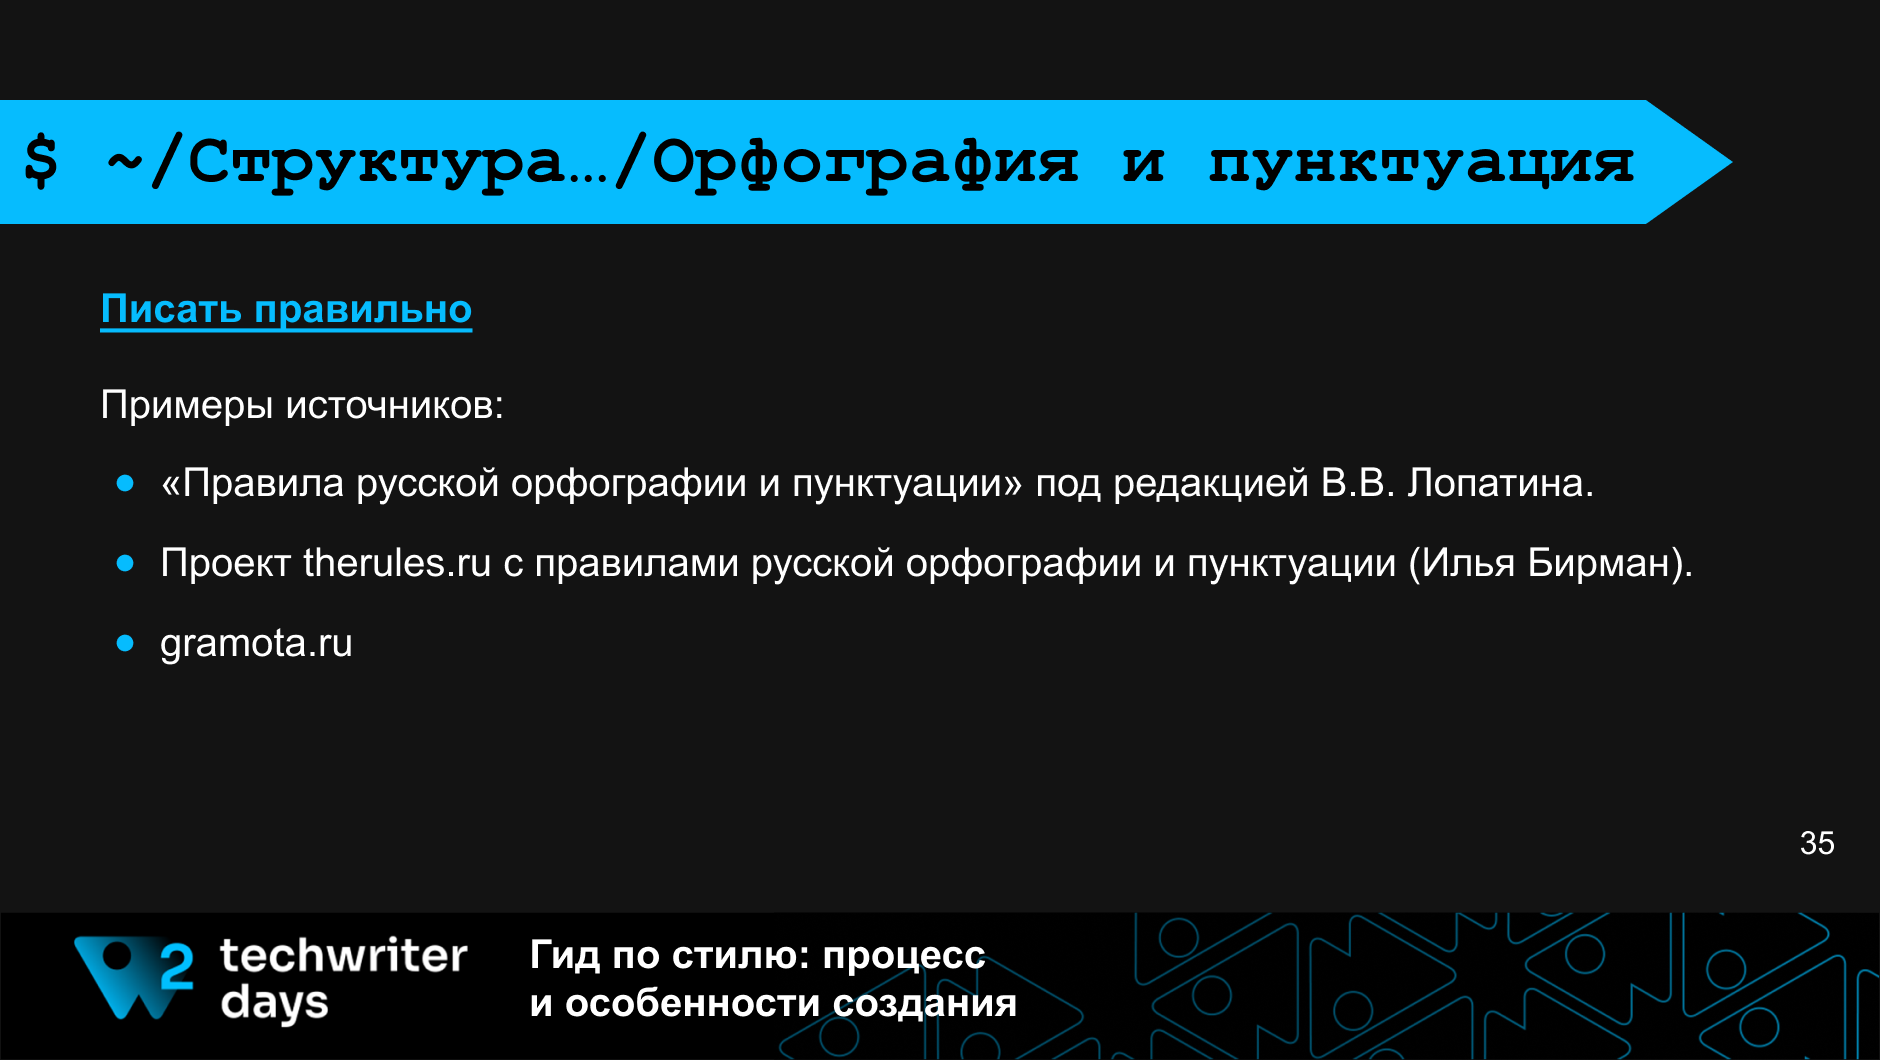 $ ~/Структура…/Орфография и пунктуация
Писать правильно
Примеры источников:
● «Правила русской орфографии и пунктуации» под редакцией В.В. Лопатина.
● Проект therules.ru с правилами русской орфографии и пунктуации (Илья Бирман).
● gramota.ru
35
2 techwriter
days
Гид по стилю: процесс
и особенности создания